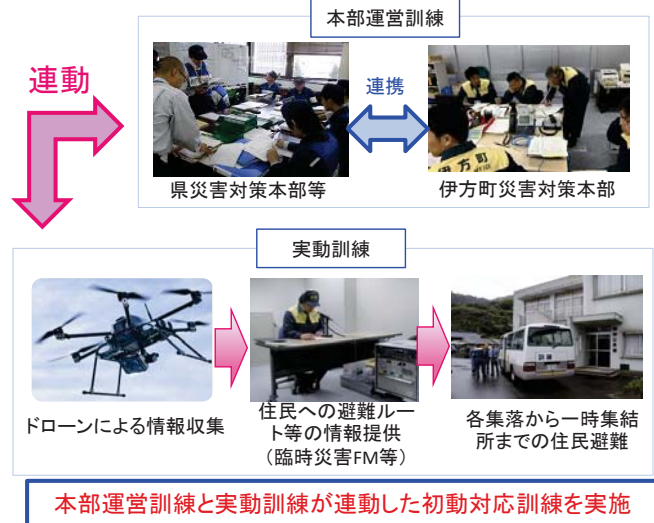 本部運営訓練
連動
連携
伊方町
県災害対策本部等
伊方町災害対策本部
実動訓練
ドローンによる情報収集
住民への避難ルー
ト等の情報提供
（臨時災害FM等）
各集落から一時集結
所までの住民避難
本部運営訓練と実動訓練が連動した初動対応訓練を実施